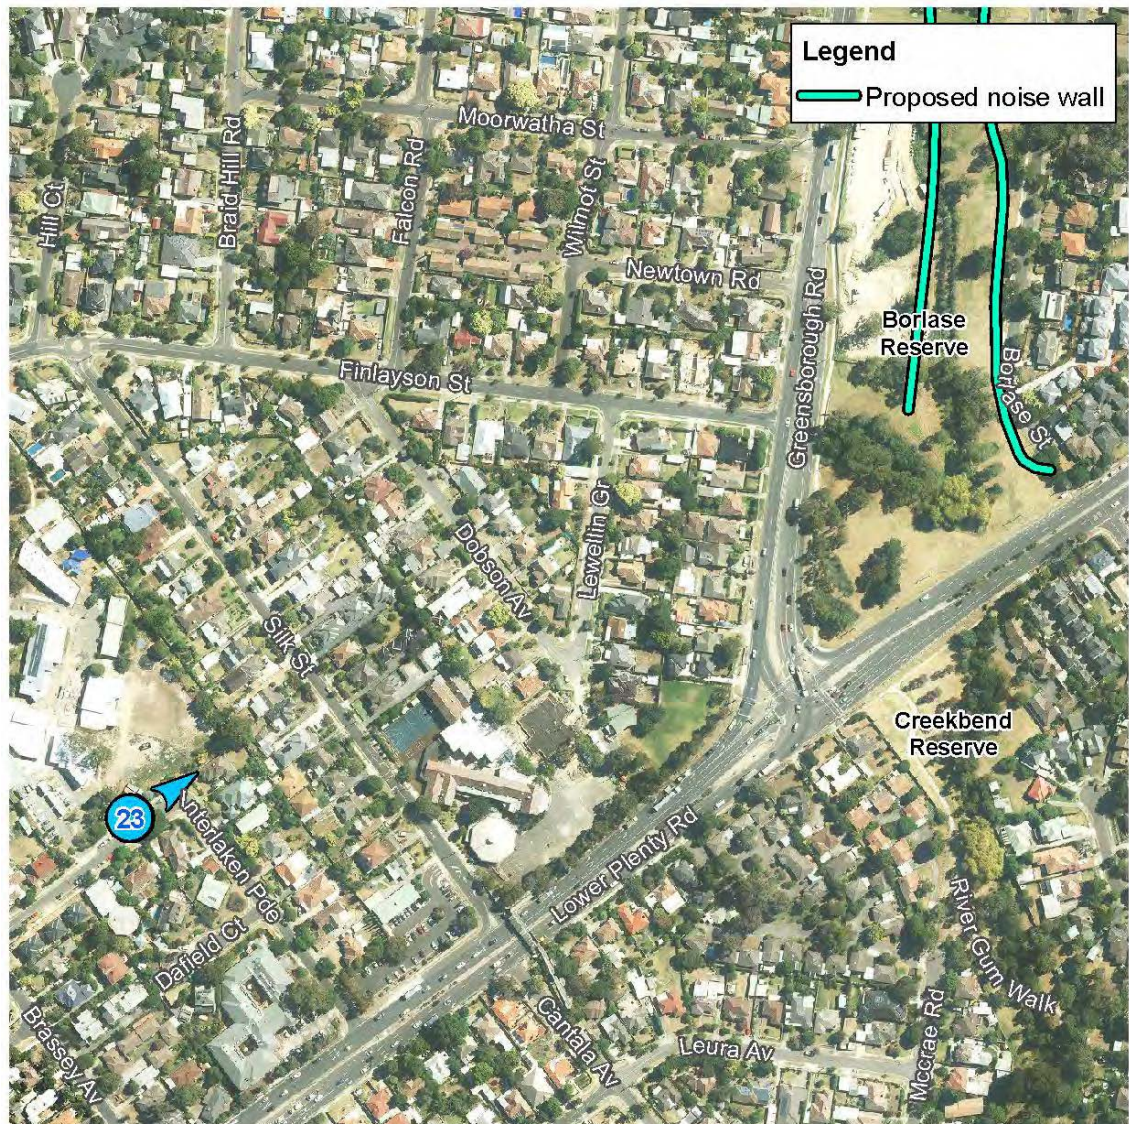 Legend
Proposed noise wall
Moorwatha St
Braid Hill Rd
Falcon Rd
Wilmot St
Hill Ct
Newtown Rd
Greensborough Rd
Borlase
Reserve
Borlase St
Finlayson St
Lewellin Gr
Dobson Av
Silk St
Creekbend
Reserve
23
Interlaken Pde
Lower Plenty Rd
River Gum Walk
Dafield Ct
Brassey Av
Cantala Av
Leura Av
Mccrae Rd